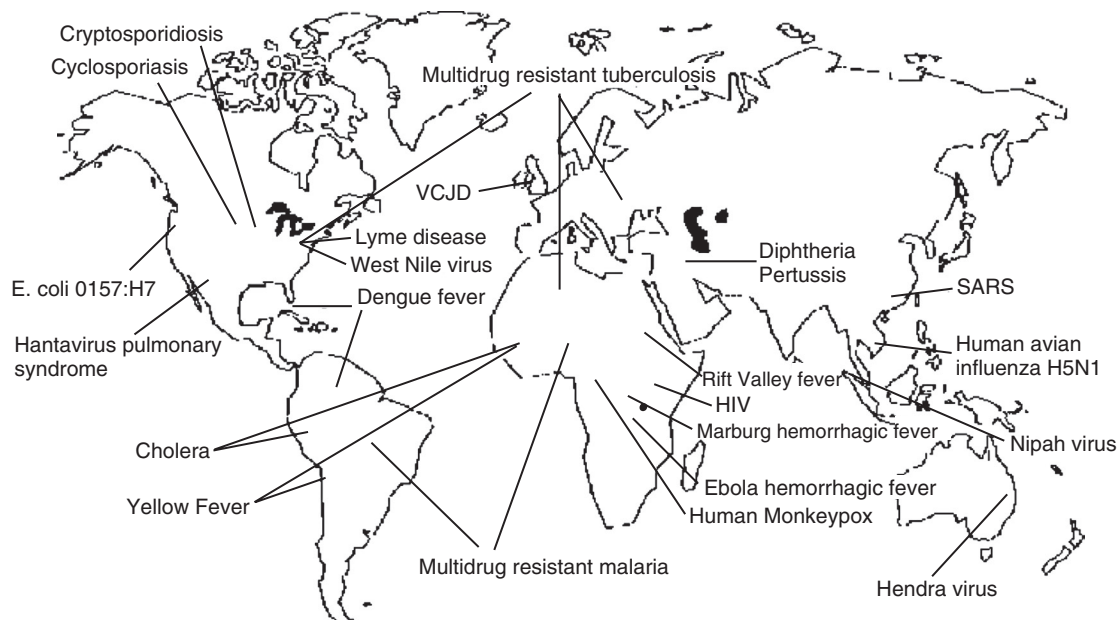 Cryptosporidiosis
Cyclosporiasis
Multidrug resistant tuberculosis
VCJD
Lyme disease
West Nile virus
Diphtheria
Pertussis
E. coli 0157:H7
Dengue fever
SARS
Hantavirus pulmonary
syndrome
Human avian
influenza H5N1
Rift Valley fever
HIV
Marburg hemorrhagic fever
Nipah virus
Cholera
Ebola hemorrhagic fever
Yellow Fever
Human Monkeypox
Multidrug resistant malaria
Hendra virus